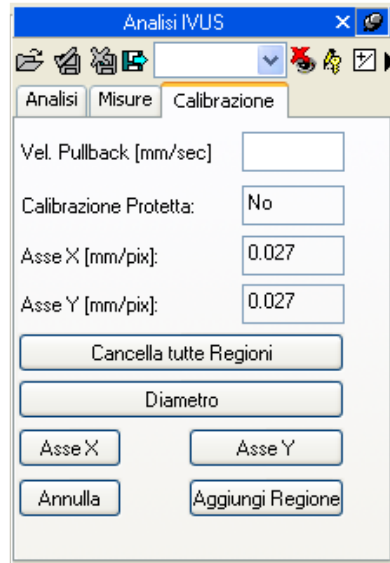 Analisi IVUS
Analisi Misure Calibrazione
Vel. Pullback [mm/sec]
Calibrazione Protetta: No
Asse X [mm/pix]: 0.027
Asse Y [mm/pix]: 0.027
Cancella tutte Regioni
Diametro
Asse X Asse Y
Annulla Aggiungi Regione